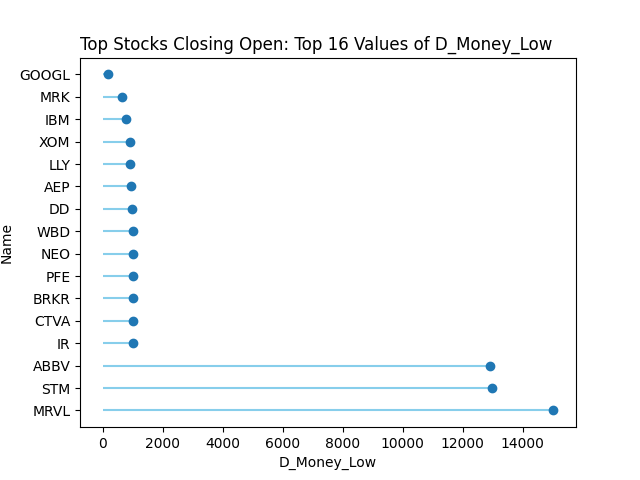 Top Stocks Closing Open: Top 16 Values of D_Money_Low
GOOGL
MRK
IBM
XOM
LLY
AEP
DD
WBD
NEO
PFE
BRKR
CTVA
IR
ABBV
STM
MRVL
Name
0 2000 4000 6000 8000 10000 12000 14000
D_Money_Low